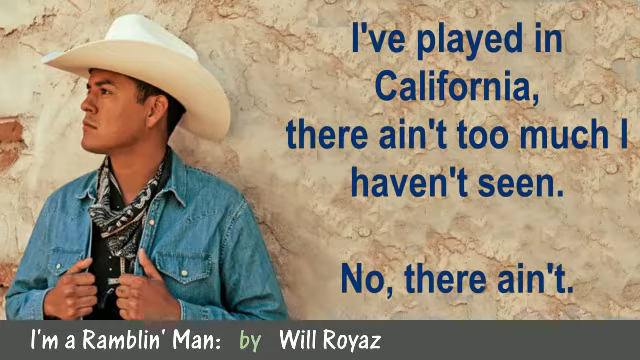 I've played in
California,
there ain't too much I
haven't seen.
No, there ain't.
I'm a Ramblin' Man: by Will Royaz